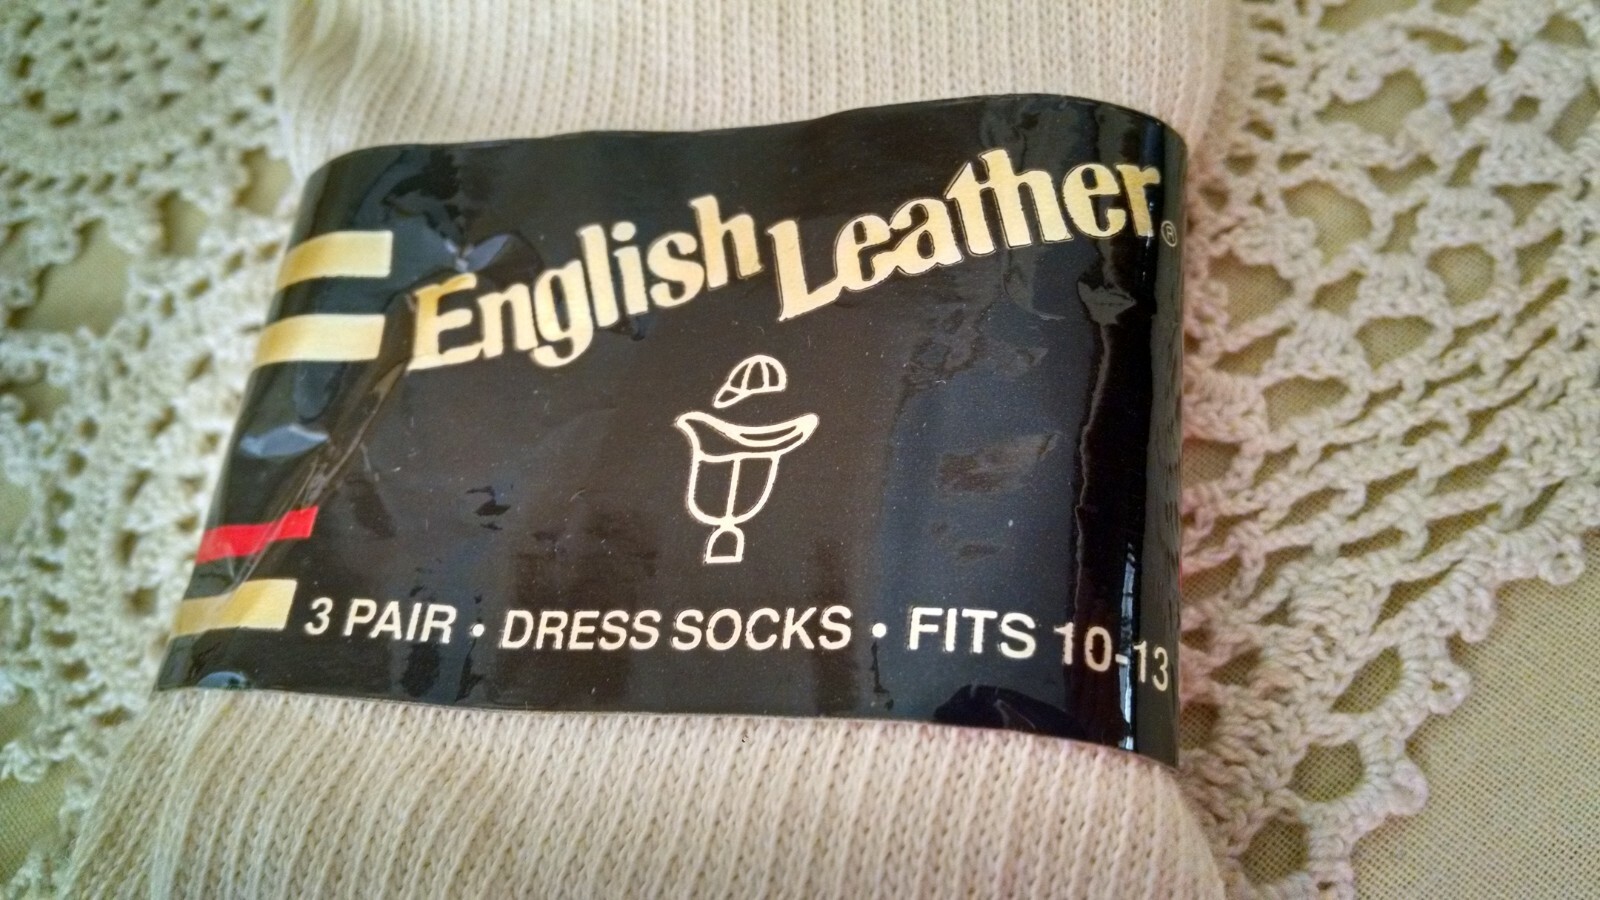 English Leather®
3 PAIR • DRESS SOCKS • FITS 10-13